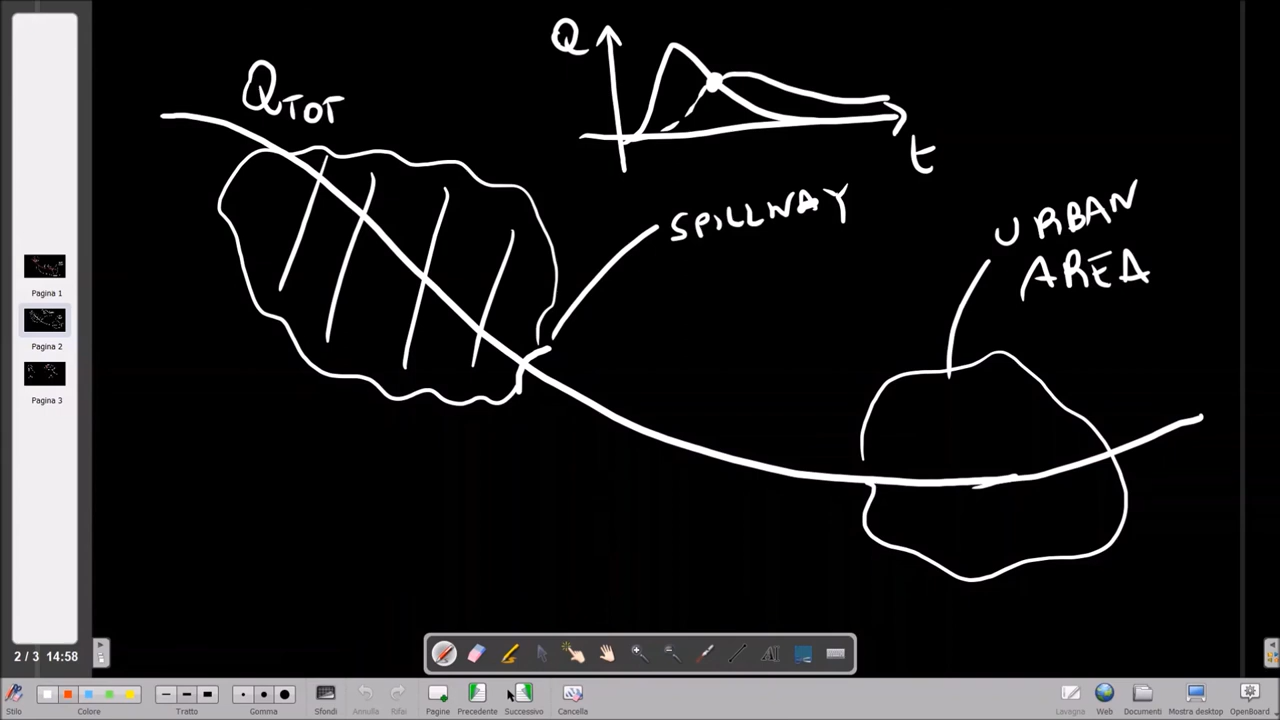 Q
QTOT
t
SPILLWAY
URBAN
AREA
Pagina 1
Pagina 2
Pagina 3
2 / 3 14:58
Stilo
Colore
Tratto
Gomma
Sfondi
Annulla
Rifai
Pagine
Precedente
Successivo
Cancella
Lavagna
Web
Documenti
Mostra desktop
OpenBoard